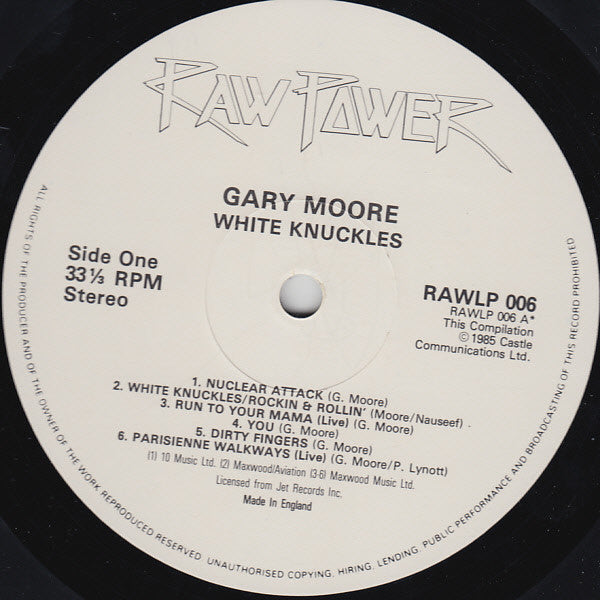 RAW POWER
GARY MOORE
WHITE KNUCKLES
Side One
33⅓ RPM
Stereo
RAWLP 006
RAWLP 006 A*
This Compilation
©1985 Castle
Communications Ltd.
1. NUCLEAR ATTACK (G. Moore)
2. WHITE KNUCKLES/ROCKIN & ROLLIN' (Moore/Nauseef)
3. RUN TO YOUR MAMA (Live) (G. Moore)
4. YOU (G. Moore)
5. DIRTY FINGERS (G. Moore)
6. PARISIENNE WALKWAYS (Live) (G. Moore/P. Lynott)
(1) 10 Music Ltd. (2) Maxwood/Aviation (3-6) Maxwood Music Ltd.
Licensed from Jet Records Inc.
Made in England
ALL RIGHTS OF THE PRODUCER AND OF THE OWNER OF THE WORK REPRODUCED RESERVED. UNAUTHORISED COPYING, HIRING, LENDING, PUBLIC PERFORMANCE AND BROADCASTING OF THIS RECORD PROHIBITED